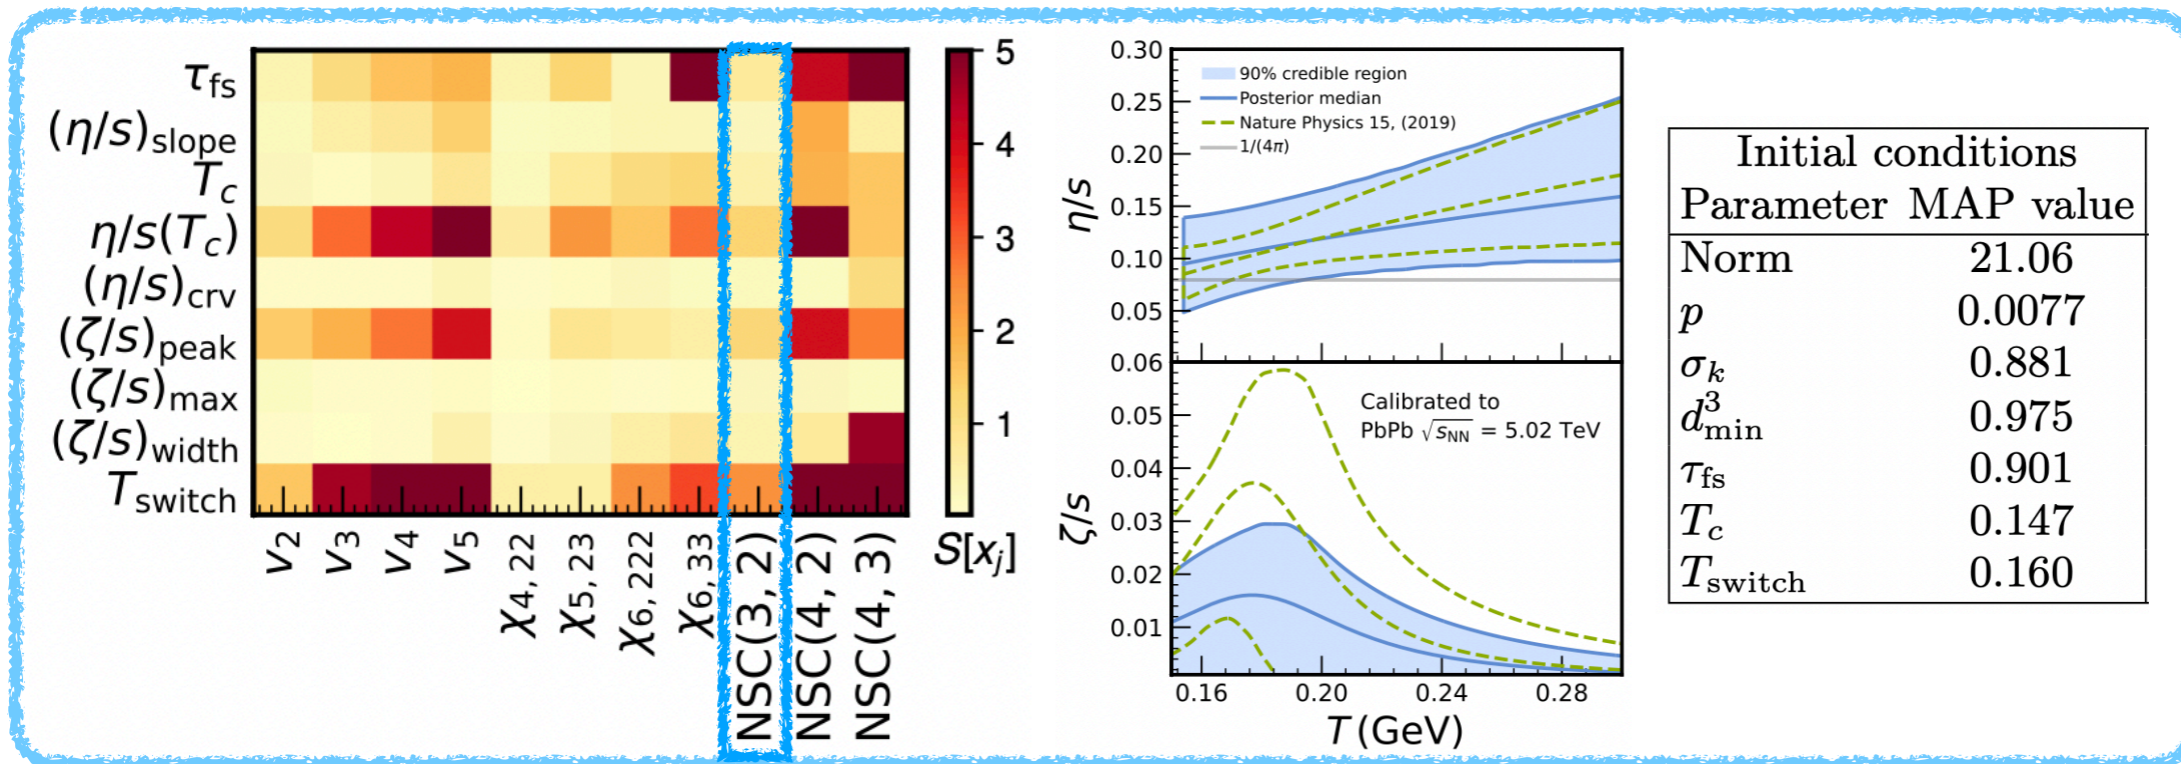 τfs
(η/s)slope
Tc
η/s(Tc)
(η/s)crv
(ζ/s)peak
(ζ/s)max
(ζ/s)width
Tswitch
v2
v3
v4
v5
χ4, 22
χ5, 23
χ6, 222
χ6, 33
NSC(3, 2)
NSC(4, 2)
NSC(4, 3)
5
4
3
2
1
S[xj]
η/s
0.30
0.25
0.20
0.15
0.10
0.05
90% credible region
Posterior median
Nature Physics 15, (2019)
1/(4π)
ζ/s
0.06
0.05
0.04
0.03
0.02
0.01
Calibrated to
PbPb √sNN = 5.02 TeV
0.16 0.20 0.24 0.28
T (GeV)
Initial conditions
Parameter MAP value
Norm 21.06
p 0.0077
σk 0.881
d³min 0.975
τfs 0.901
Tc 0.147
Tswitch 0.160